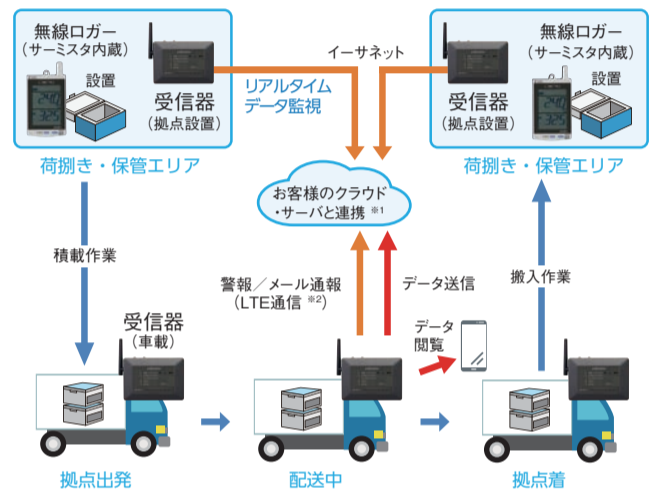 無線ロガー
（サーミスタ内蔵）
設置
受信器
（拠点設置）
荷捌き・保管エリア
イーサネット
リアルタイム
データ監視
無線ロガー
（サーミスタ内蔵）
設置
受信器
（拠点設置）
荷捌き・保管エリア
お客様のクラウド
・サーバと連携 ※1
積載作業
警報／メール通報
（LTE通信 ※2）
データ送信
搬入作業
受信器
（車載）
データ
閲覧
拠点出発
配送中
拠点着